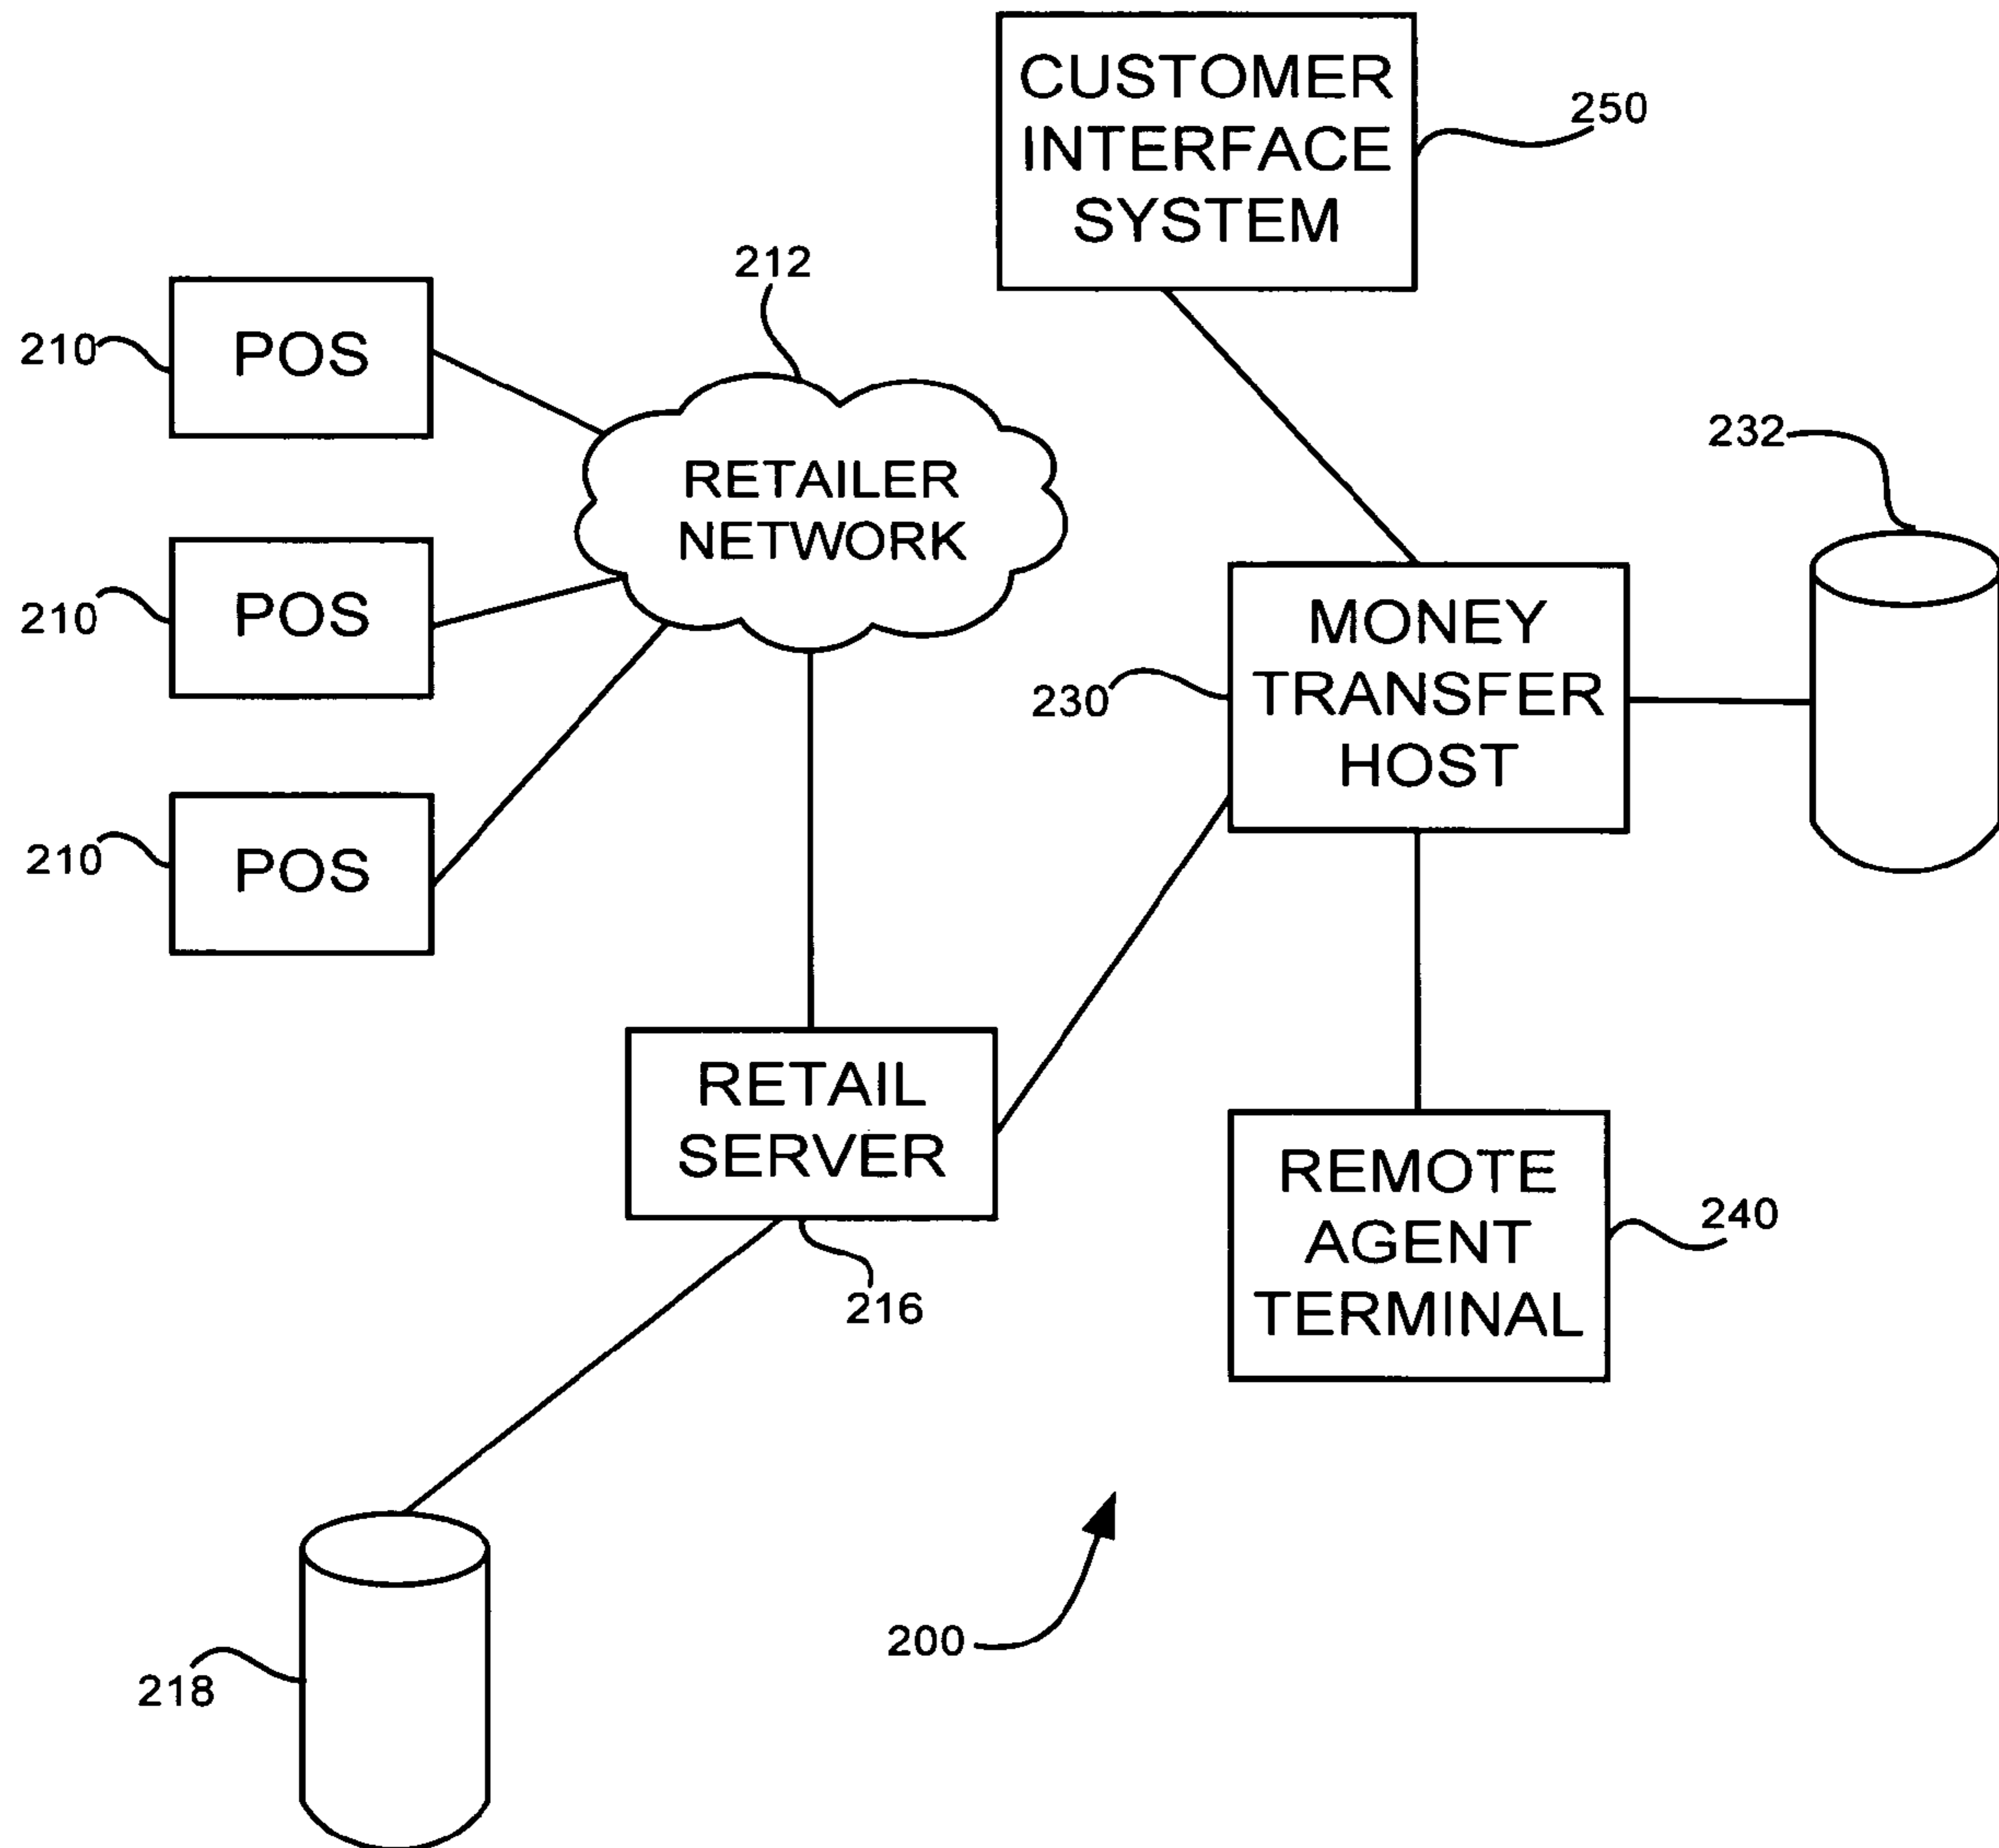 CUSTOMER
INTERFACE
SYSTEM
250
212
210
POS
RETAILER
NETWORK
232
210
POS
MONEY
TRANSFER
HOST
230
210
POS
RETAIL
SERVER
216
REMOTE
AGENT
TERMINAL
240
200
218